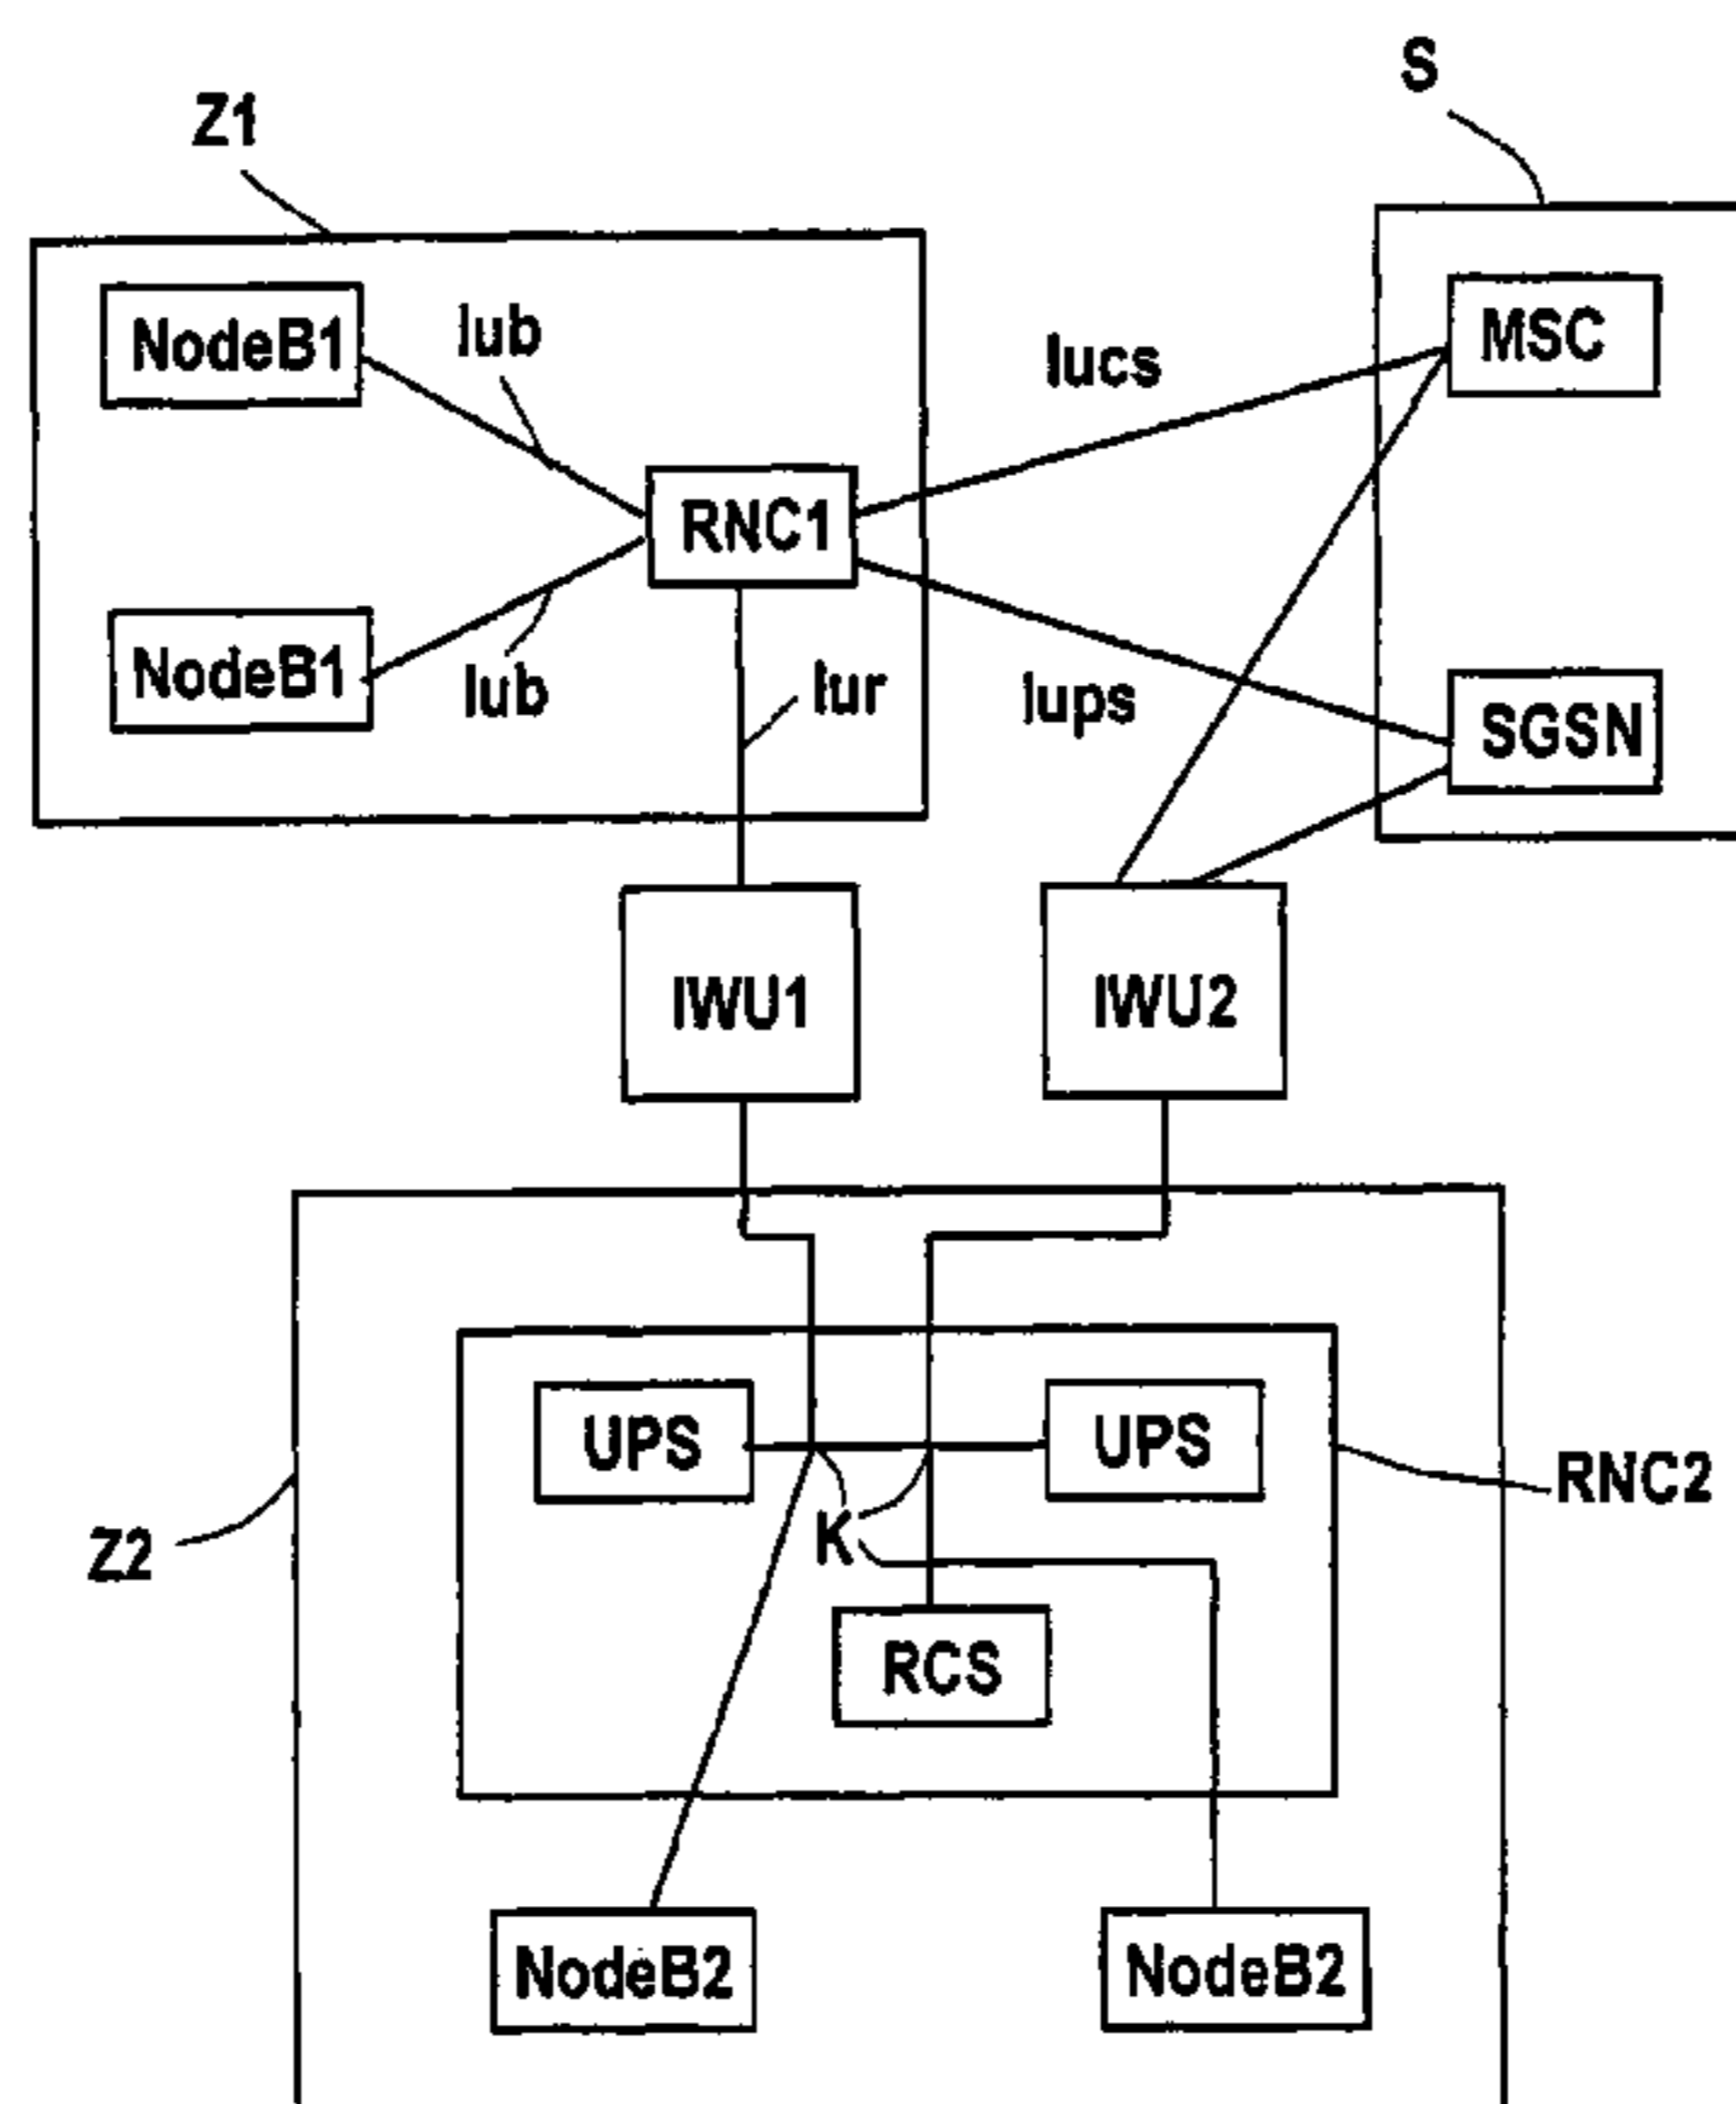 S
Z1
NodeB1
Iub
Iucs
MSC
RNC1
NodeB1
Iub
Iur
Iups
SGSN
IWU1
IWU2
UPS
UPS
RNC2
Z2
K
RCS
NodeB2
NodeB2